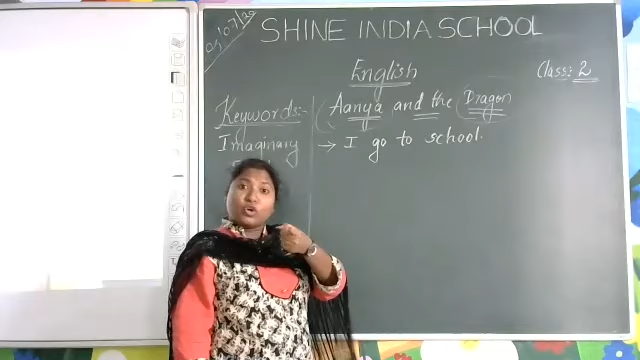 SHINE INDIA SCHOOL
English
Class: 2
Keywords:-
Aanya and the Dragon
Imaginary
→ I go to school.